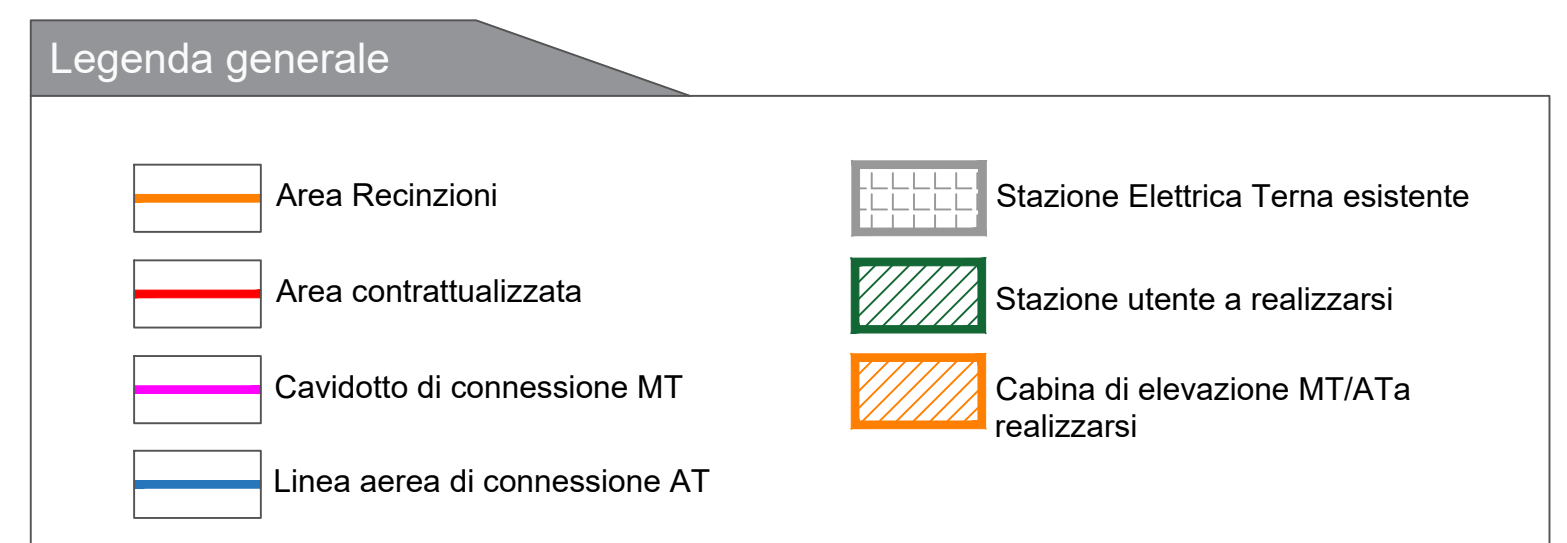 Legenda generale
Area Recinzioni
Area contrattualizzata
Cavidotto di connessione MT
Linea aerea di connessione AT
Stazione Elettrica Terna esistente
Stazione utente a realizzarsi
Cabina di elevazione MT/ATa
realizzarsi